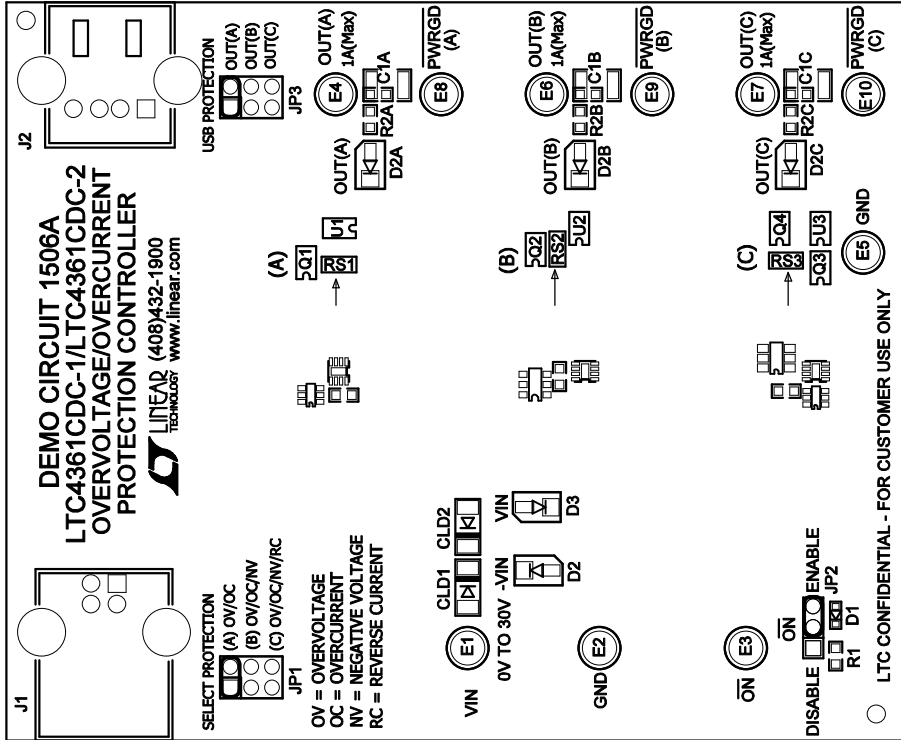 DEMO CIRCUIT 1506A
LTC4361CDC-1/LTC4361CDC-2
OVERVOLTAGE/OVERCURRENT
PROTECTION CONTROLLER
LINEAR
TECHNOLOGY
(408)432-1900
www.linear.com
J1
J2
SELECT PROTECTION
(A) OV/OC
(B) OV/OC/NV
(C) OV/OC/NV/RC
JP1
USB PROTECTION
OUT(A)
OUT(B)
OUT(C)
JP3
OV = OVERVOLTAGE
OC = OVERCURRENT
NV = NEGATIVE VOLTAGE
RC = REVERSE CURRENT
(A)
Q1
RS1
U1
OUT(A)
D2A
R2A
C1A
OUT(A)
1A(Max)
E4
E8
PWRGD
(A)
VIN
E1
0V TO 30V
CLD1
CLD2
-VIN
D2
VIN
D3
(B)
Q2
RS2
U2
OUT(B)
D2B
R2B
C1B
OUT(B)
1A(Max)
E6
E9
PWRGD
(B)
GND
E2
ON
E3
(C)
RS3
Q4
Q3
U3
OUT(C)
D2C
R2C
C1C
OUT(C)
1A(Max)
E7
E10
PWRGD
(C)
E5
GND
ON
DISABLE
ENABLE
JP2
R1
D1
LTC CONFIDENTIAL - FOR CUSTOMER USE ONLY